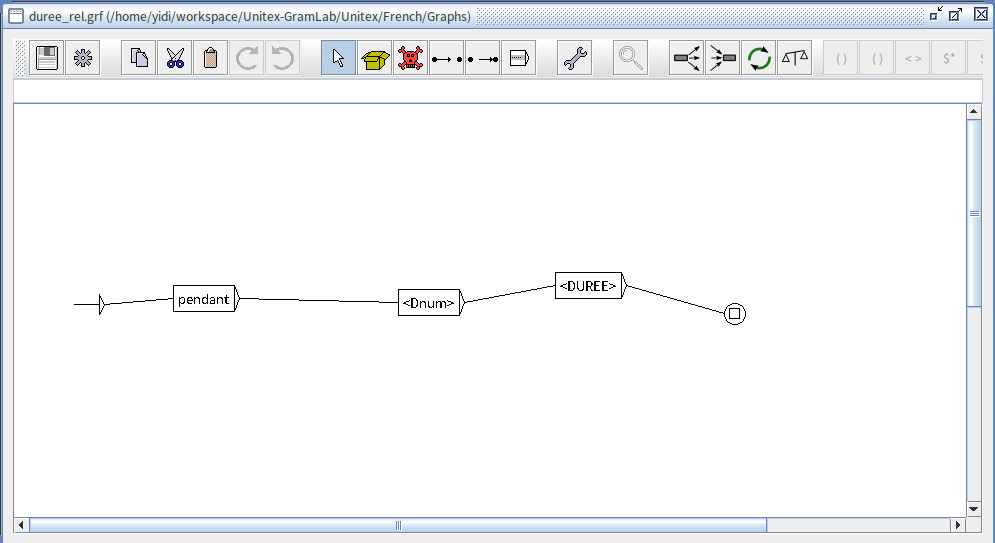 duree_rel.grf (/home/yidi/workspace/Unitex-GramLab/Unitex/French/Graphs)
() () <> $*
pendant <Dnum> <DUREE>